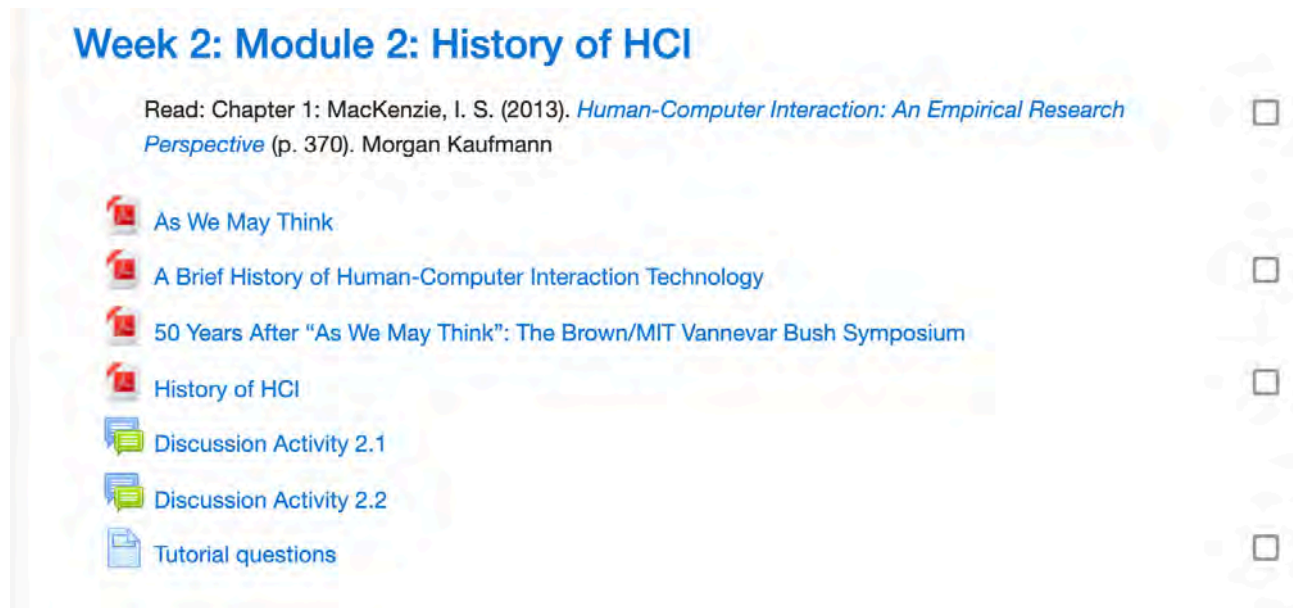 Week 2: Module 2: History of HCI
Read: Chapter 1: MacKenzie, I. S. (2013). Human-Computer Interaction: An Empirical Research
Perspective (p. 370). Morgan Kaufmann
As We May Think
A Brief History of Human-Computer Interaction Technology
50 Years After “As We May Think”: The Brown/MIT Vannevar Bush Symposium
History of HCI
Discussion Activity 2.1
Discussion Activity 2.2
Tutorial questions